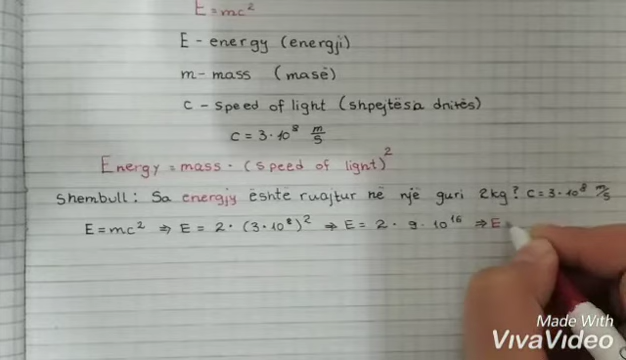 E=mc²
E - energy (energji)
m - mass (masë)
c - speed of light (shpejtësia dritës)
c = 3·10⁸ m/s
Energy = mass · (speed of light)²
Shembull: Sa energjy është ruajtur në një guri 2kg? c=3·10⁸ m/s
E=mc² ⇒ E = 2·(3·10⁸)² ⇒ E = 2·9·10¹⁶ ⇒ E
Made With
VivaVideo